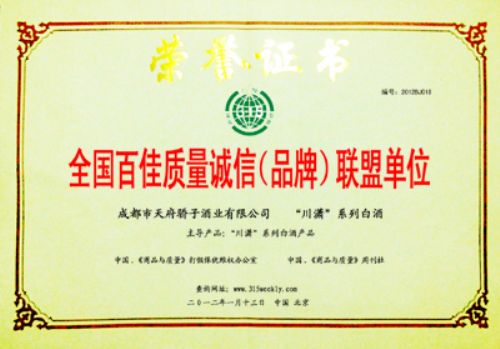 荣誉证书
编号：2012BJ010
315
全国百佳质量诚信（品牌）联盟单位
成都市天府骄子酒业有限公司 “川潇”系列白酒
主导产品：“川潇”系列白酒产品
中国．《商品与质量》打假保优维权办公室 中国．《商品与质量》周刊社
查询网址：www.315weekly.com
二〇一二年一月十三日 中国 北京